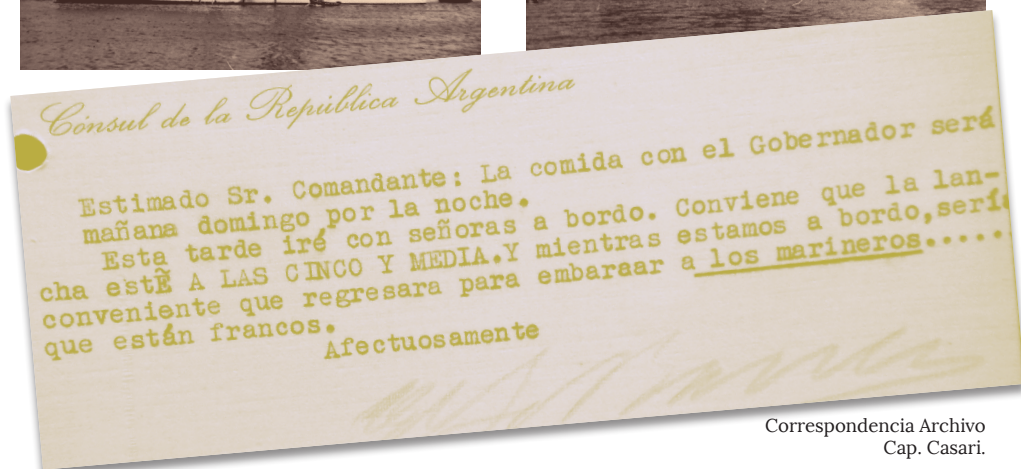 Cónsul de la República Argentina
Estimado Sr. Comandante: La comida con el Gobernador será
mañana domingo por la noche.
Esta tarde iré con señoras a bordo. Conviene que la lan-
cha estẼ A LAS CINCO Y MEDIA.Y mientras estamos a bordo,sería
conveniente que regresara para embaraar a los marineros.....
que están francos.
Afectuosamente
Correspondencia Archivo
Cap. Casari.